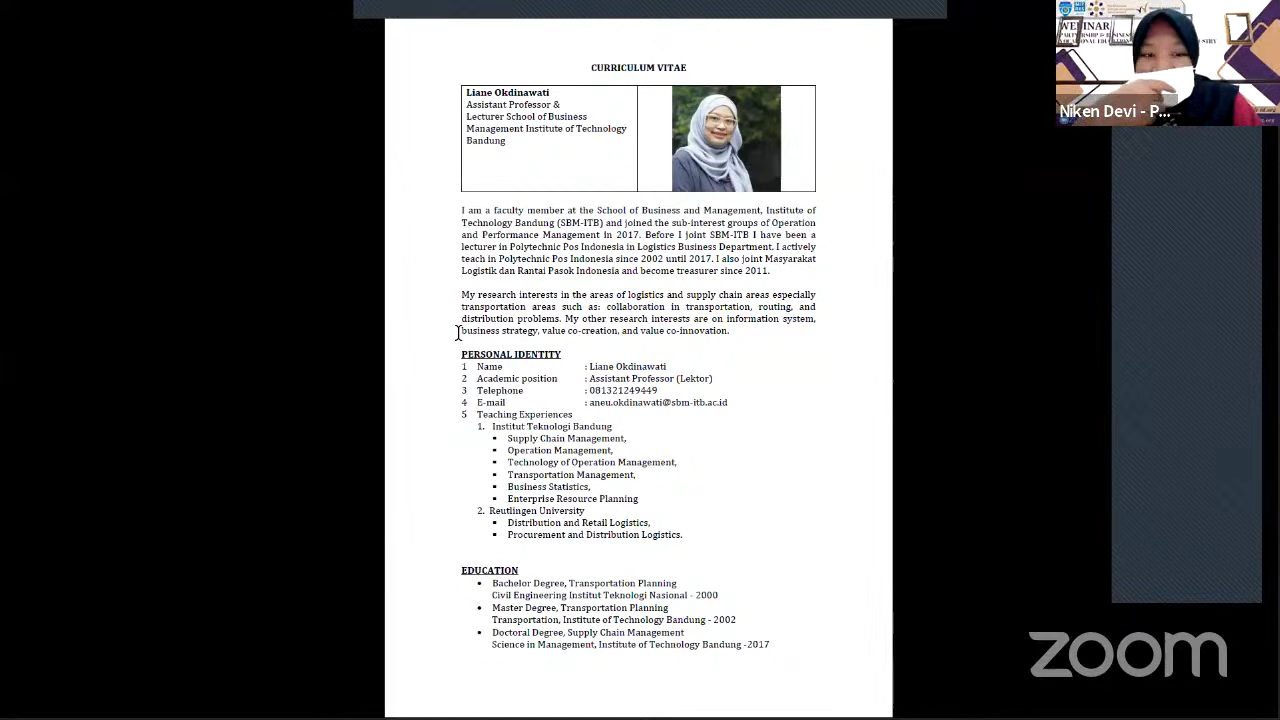 CURRICULUM VITAE
Liane Okdinawati
Assistant Professor &
Lecturer School of Business
Management Institute of Technology
Bandung
I am a faculty member at the School of Business and Management, Institute of
Technology Bandung (SBM-ITB) and joined the sub-interest groups of Operation
and Performance Management in 2017. Before I joint SBM-ITB I have been a
lecturer in Polytechnic Pos Indonesia in Logistics Business Department. I actively
teach in Polytechnic Pos Indonesia since 2002 until 2017. I also joint Masyarakat
Logistik dan Rantai Pasok Indonesia and become treasurer since 2011.
My research interests in the areas of logistics and supply chain areas especially
transportation areas such as: collaboration in transportation, routing, and
distribution problems. My other research interests are on information system,
business strategy, value co-creation, and value co-innovation.
PERSONAL IDENTITY
1 Name : Liane Okdinawati
2 Academic position : Assistant Professor (Lektor)
3 Telephone : 081321249449
4 E-mail : aneu.okdinawati@sbm-itb.ac.id
5 Teaching Experiences
1. Institut Teknologi Bandung
▪ Supply Chain Management,
▪ Operation Management,
▪ Technology of Operation Management,
▪ Transportation Management,
▪ Business Statistics,
▪ Enterprise Resource Planning
2. Reutlingen University
▪ Distribution and Retail Logistics,
▪ Procurement and Distribution Logistics.
EDUCATION
• Bachelor Degree, Transportation Planning
Civil Engineering Institut Teknologi Nasional - 2000
• Master Degree, Transportation Planning
Transportation, Institute of Technology Bandung - 2002
• Doctoral Degree, Supply Chain Management
Science in Management, Institute of Technology Bandung -2017
WEBINAR
Niken Devi - P...
zoom